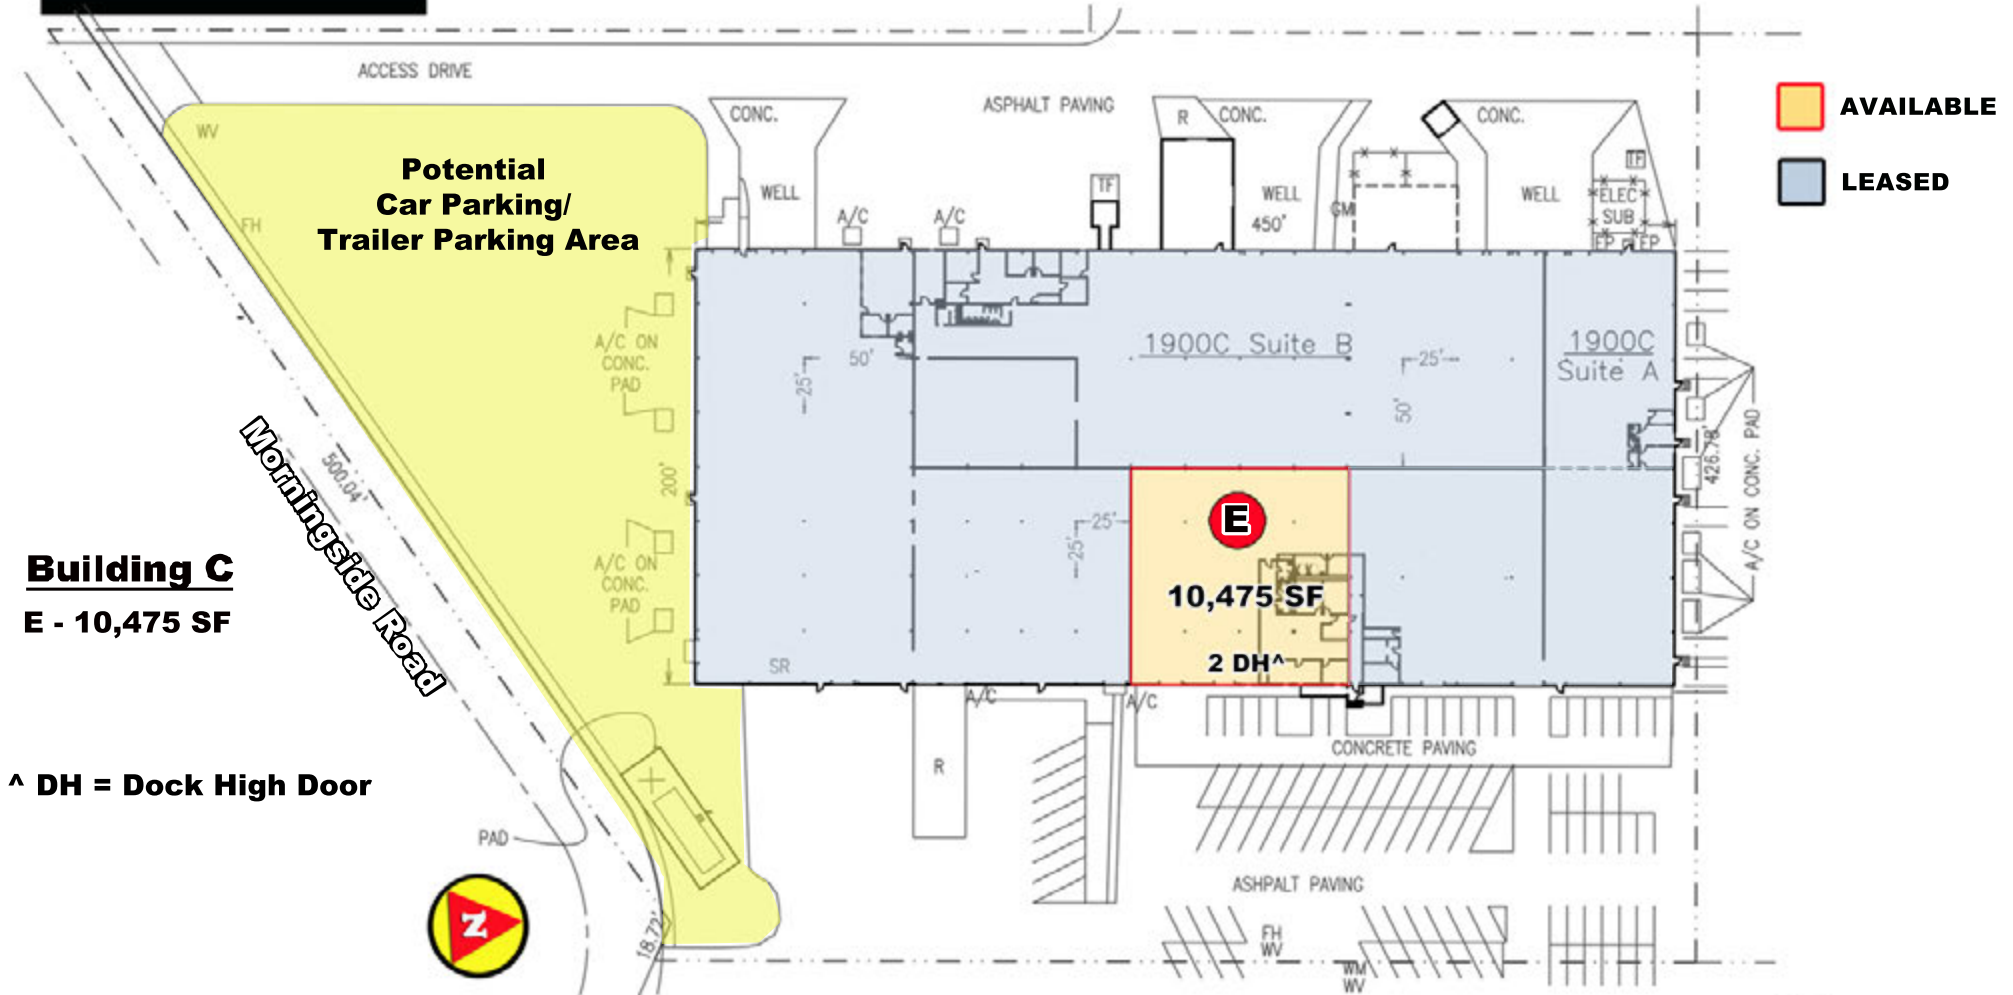 ACCESS DRIVE
ASPHALT PAVING
CONC.
R
CONC.
CONC.
AVAILABLE
WV
LEASED
Potential
Car Parking/
Trailer Parking Area
FH
WELL
A/C
A/C
TF
WELL
450'
GM
WELL
TF
ELEC
SUB
EP
EP
A/C ON
CONC.
PAD
50'
25'
1900C Suite B
25'
50'
1900C
Suite A
200'
426.78'
A/C ON CONC. PAD
500.04'
Morningside Road
E
25'
25'
10,475 SF
2 DH^
A/C ON
CONC.
PAD
Building C
E - 10,475 SF
SR
A/C
A/C
R
CONCRETE PAVING
^ DH = Dock High Door
PAD
ASHPALT PAVING
N
18.72'
FH
WV
WM
WV